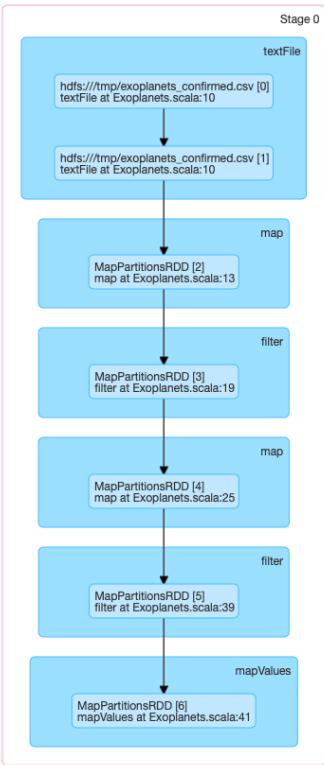 Stage 0
textFile
hdfs:///tmp/exoplanets_confirmed.csv [0]
textFile at Exoplanets.scala:10
hdfs:///tmp/exoplanets_confirmed.csv [1]
textFile at Exoplanets.scala:10
map
MapPartitionsRDD [2]
map at Exoplanets.scala:13
filter
MapPartitionsRDD [3]
filter at Exoplanets.scala:19
map
MapPartitionsRDD [4]
map at Exoplanets.scala:25
filter
MapPartitionsRDD [5]
filter at Exoplanets.scala:39
mapValues
MapPartitionsRDD [6]
mapValues at Exoplanets.scala:41